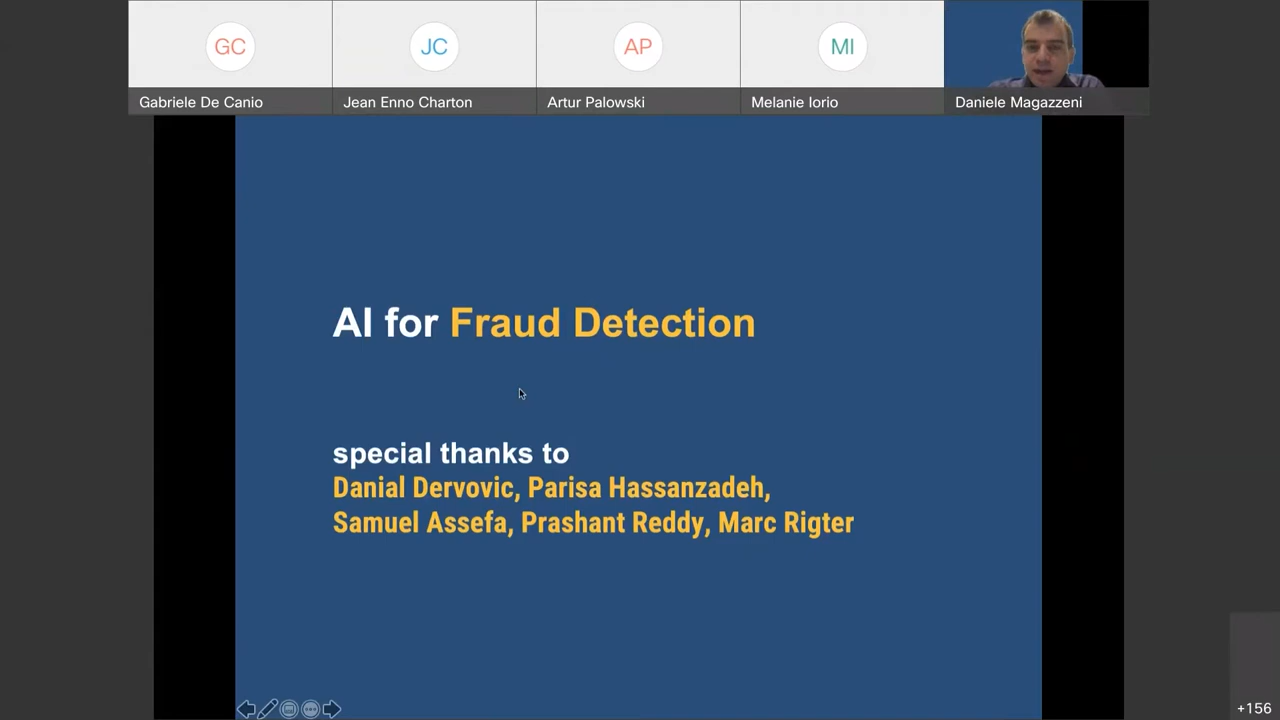 GC
JC
AP
MI
Gabriele De Canio
Jean Enno Charton
Artur Palowski
Melanie Iorio
Daniele Magazzeni
AI for Fraud Detection
special thanks to
Danial Dervovic, Parisa Hassanzadeh,
Samuel Assefa, Prashant Reddy, Marc Rigter
+156